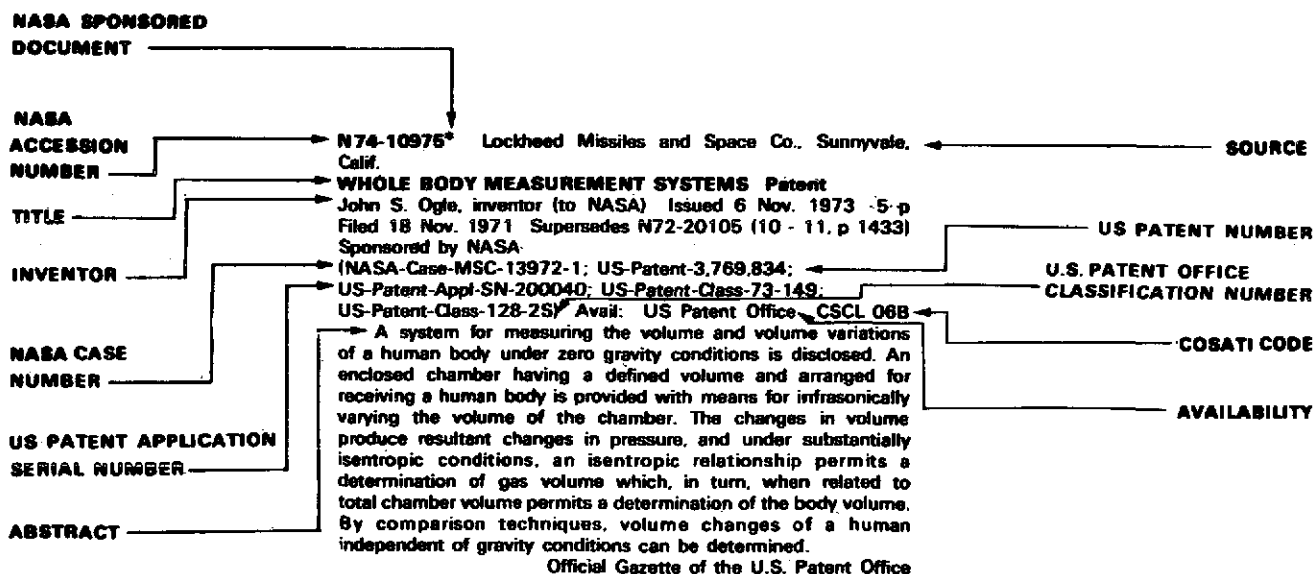 NASA SPONSORED
DOCUMENT
NASA
ACCESSION
NUMBER
TITLE
INVENTOR
NASA CASE
NUMBER
US PATENT APPLICATION
SERIAL NUMBER
ABSTRACT
N74-10975* Lockheed Missiles and Space Co., Sunnyvale,
Calif.
WHOLE BODY MEASUREMENT SYSTEMS Patent
John S. Ogle, inventor (to NASA) Issued 6 Nov. 1973 5 p
Filed 18 Nov. 1971 Supersedes N72-20105 (10 - 11, p 1433)
Sponsored by NASA
(NASA-Case-MSC-13972-1; US-Patent-3,769,834;
US-Patent-Appl-SN-200040; US-Patent-Class-73-149;
US-Patent-Class-128-2S) Avail: US Patent Office CSCL 06B
A system for measuring the volume and volume variations
of a human body under zero gravity conditions is disclosed. An
enclosed chamber having a defined volume and arranged for
receiving a human body is provided with means for infrasonically
varying the volume of the chamber. The changes in volume
produce resultant changes in pressure, and under substantially
isentropic conditions, an isentropic relationship permits a
determination of gas volume which, in turn, when related to
total chamber volume permits a determination of the body volume.
By comparison techniques, volume changes of a human
independent of gravity conditions can be determined.
Official Gazette of the U.S. Patent Office
SOURCE
US PATENT NUMBER
U.S. PATENT OFFICE
CLASSIFICATION NUMBER
COSATI CODE
AVAILABILITY